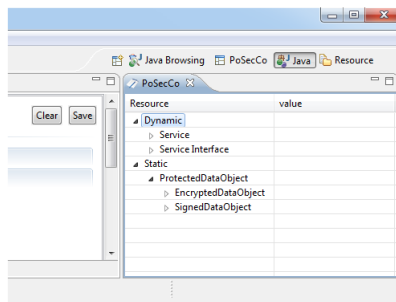 Java Browsing PoSecCo Java Resource
PoSecCo
Clear Save
Resource value
Dynamic
Service
Service Interface
Static
ProtectedDataObject
EncryptedDataObject
SignedDataObject